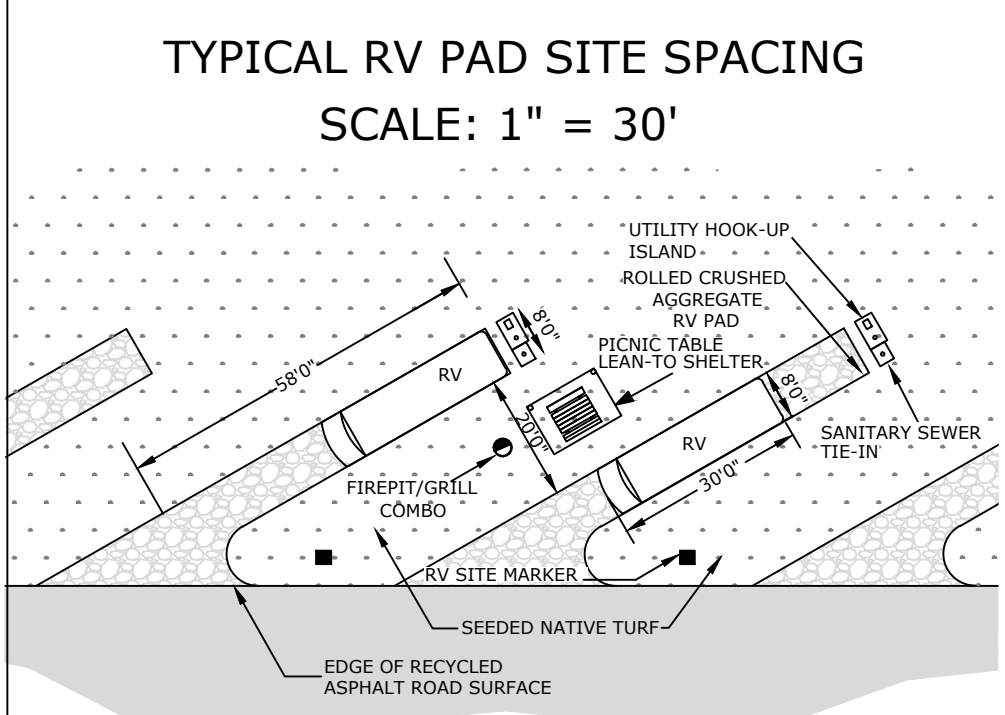 TYPICAL RV PAD SITE SPACING
SCALE: 1" = 30'
UTILITY HOOK-UP
ISLAND
ROLLED CRUSHED
AGGREGATE
RV PAD
PICNIC TABLE
LEAN-TO SHELTER
8'0"
58'0"
RV
20'0"
8'0"
RV
30'0"
SANITARY SEWER
TIE-IN
FIREPIT/GRILL
COMBO
RV SITE MARKER
SEEDED NATIVE TURF
EDGE OF RECYCLED
ASPHALT ROAD SURFACE